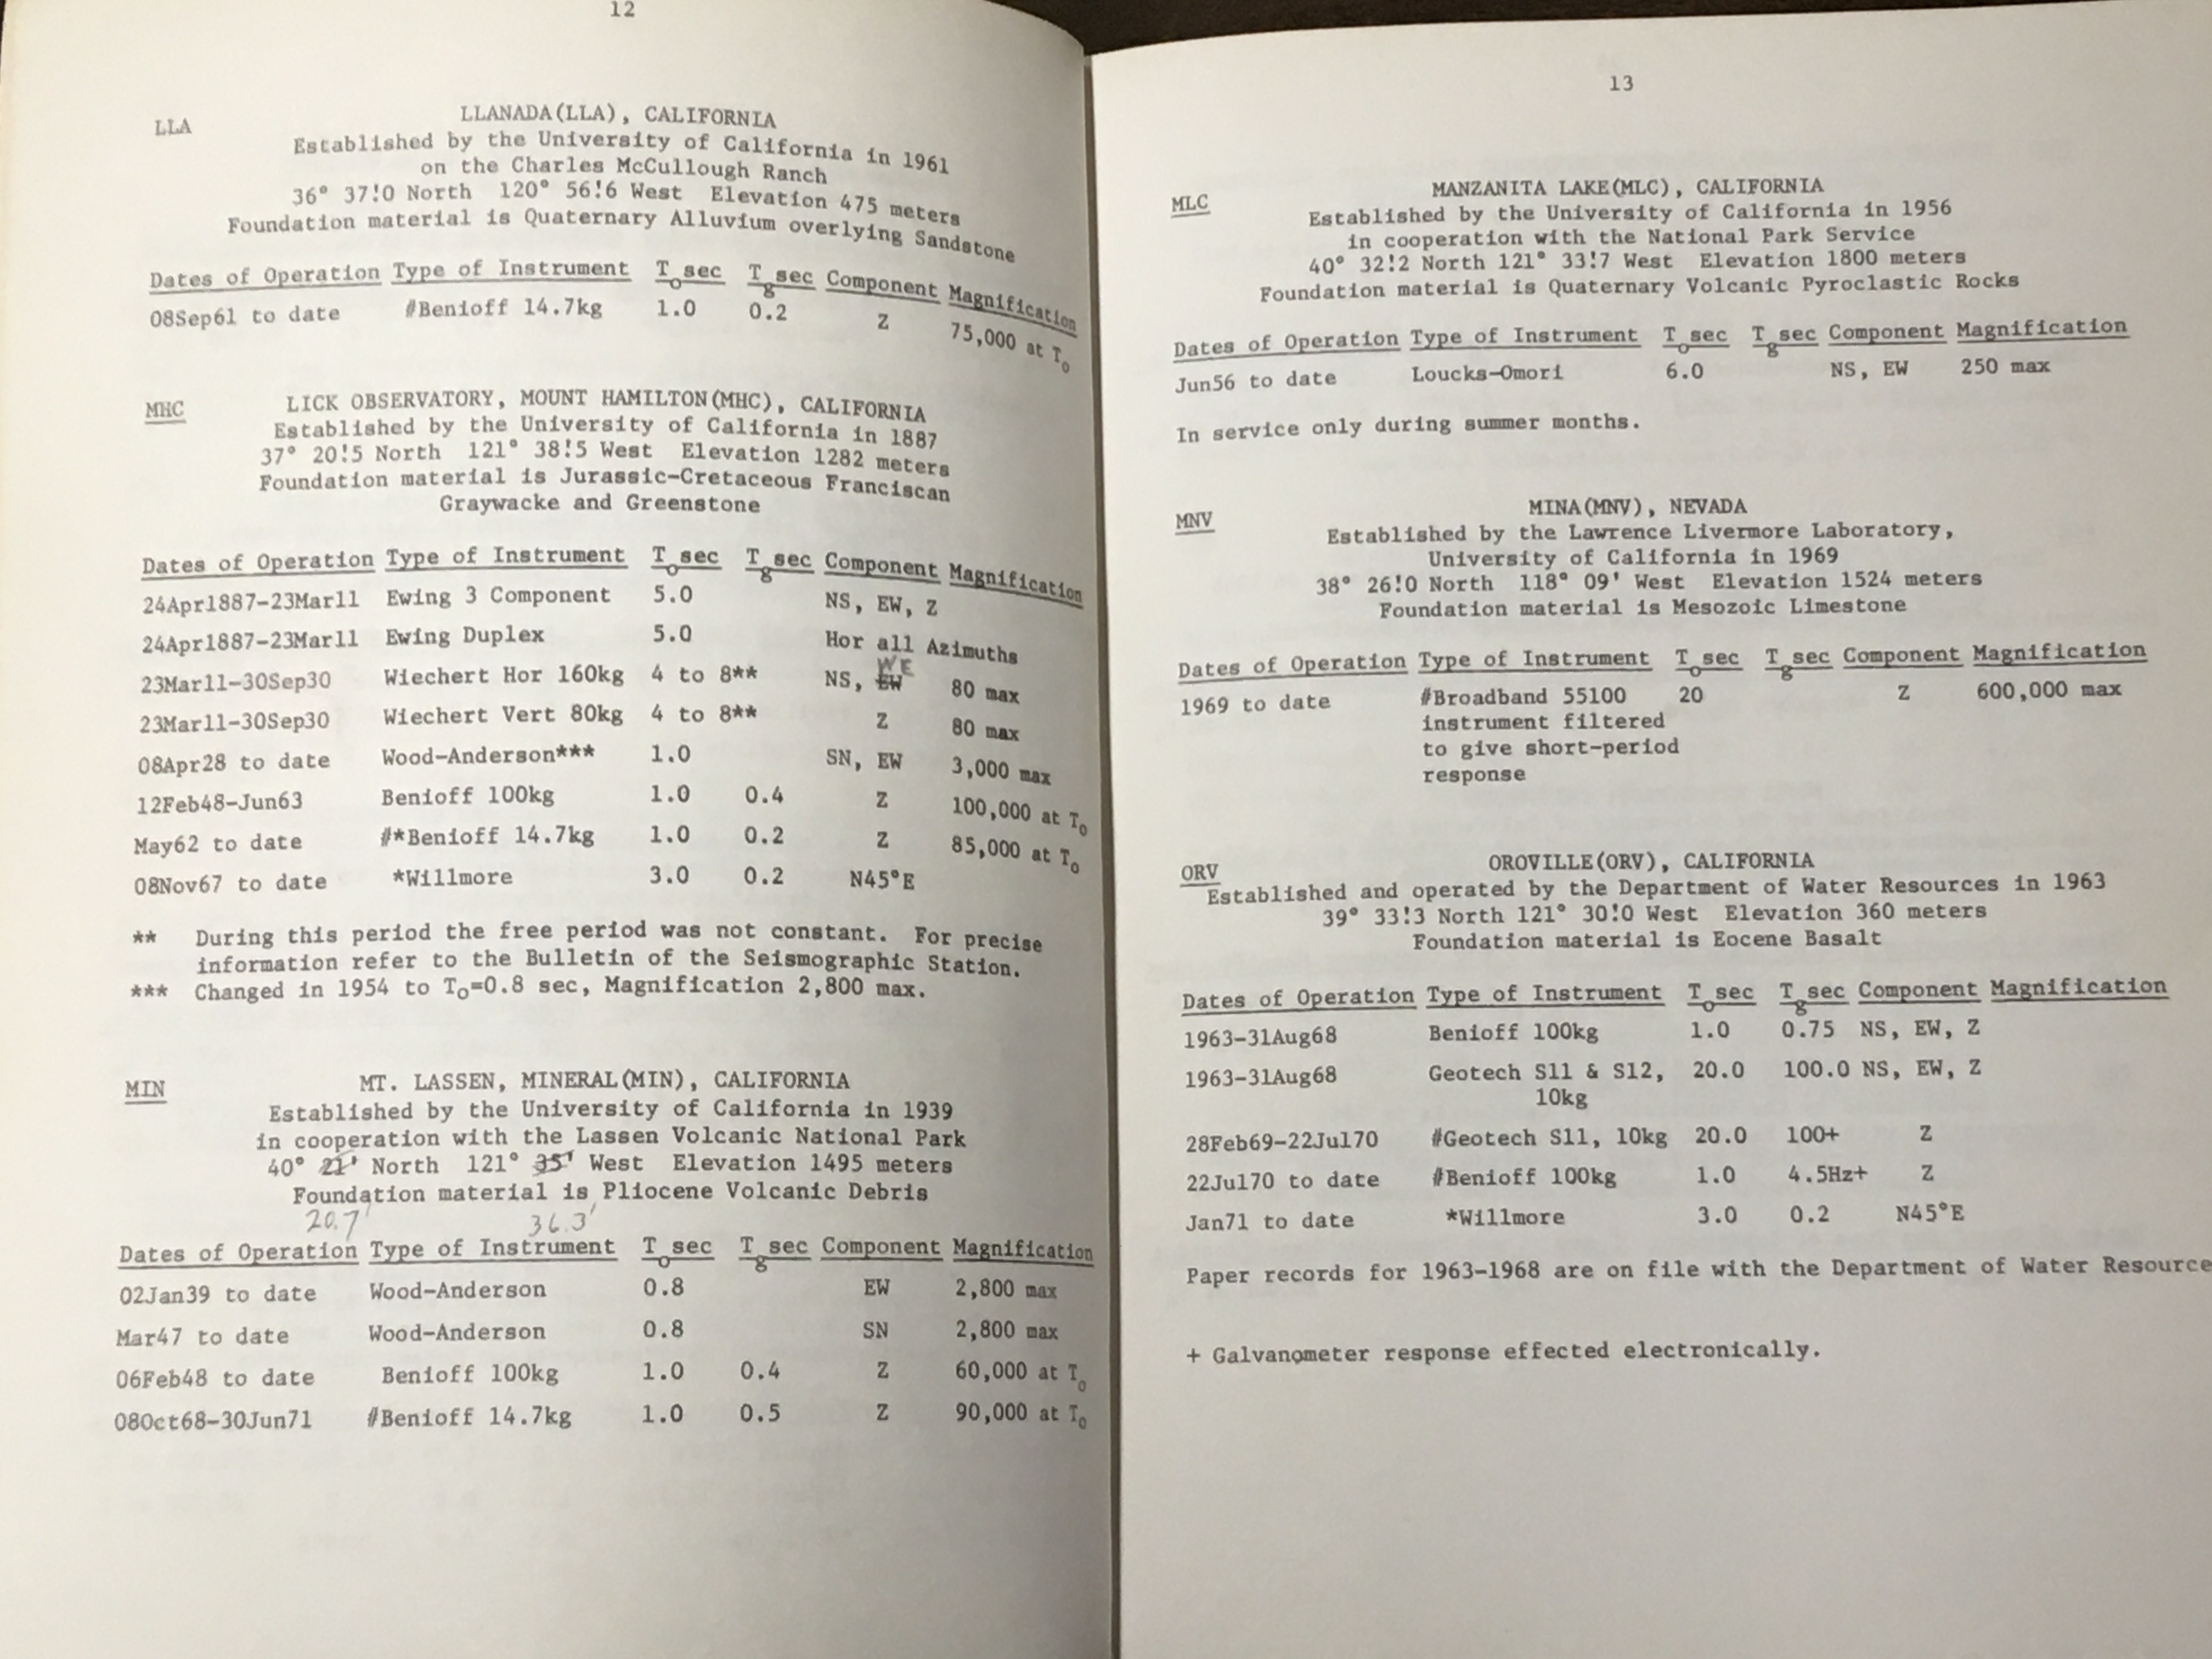 12
LLA
LLANADA(LLA), CALIFORNIA
Established by the University of California in 1961
on the Charles McCullough Ranch
36° 37!0 North 120° 56!6 West Elevation 475 meters
Foundation material is Quaternary Alluvium overlying Sandstone
Dates of Operation Type of Instrument To sec Tg sec Component Magnification
08Sep61 to date #Benioff 14.7kg 1.0 0.2 Z 75,000 at To
MHC
LICK OBSERVATORY, MOUNT HAMILTON(MHC), CALIFORNIA
Established by the University of California in 1887
37° 20!5 North 121° 38!5 West Elevation 1282 meters
Foundation material is Jurassic-Cretaceous Franciscan
Graywacke and Greenstone
Dates of Operation Type of Instrument To sec Tg sec Component Magnification
24Apr1887-23Mar11 Ewing 3 Component 5.0 NS, EW, Z
24Apr1887-23Mar11 Ewing Duplex 5.0 Hor all Azimuths
WE
23Mar11-30Sep30 Wiechert Hor 160kg 4 to 8** NS, EW 80 max
23Mar11-30Sep30 Wiechert Vert 80kg 4 to 8** Z 80 max
08Apr28 to date Wood-Anderson*** 1.0 SN, EW 3,000 max
12Feb48-Jun63 Benioff 100kg 1.0 0.4 Z 100,000 at To
May62 to date #*Benioff 14.7kg 1.0 0.2 Z 85,000 at To
08Nov67 to date *Willmore 3.0 0.2 N45°E
** During this period the free period was not constant. For precise
information refer to the Bulletin of the Seismographic Station.
*** Changed in 1954 to To=0.8 sec, Magnification 2,800 max.
MIN
MT. LASSEN, MINERAL(MIN), CALIFORNIA
Established by the University of California in 1939
in cooperation with the Lassen Volcanic National Park
40° 21' North 121° 35' West Elevation 1495 meters
Foundation material is Pliocene Volcanic Debris
20.7' 36.3'
Dates of Operation Type of Instrument To sec Tg sec Component Magnification
02Jan39 to date Wood-Anderson 0.8 EW 2,800 max
Mar47 to date Wood-Anderson 0.8 SN 2,800 max
06Feb48 to date Benioff 100kg 1.0 0.4 Z 60,000 at To
08Oct68-30Jun71 #Benioff 14.7kg 1.0 0.5 Z 90,000 at To
13
MLC
MANZANITA LAKE(MLC), CALIFORNIA
Established by the University of California in 1956
in cooperation with the National Park Service
40° 32!2 North 121° 33!7 West Elevation 1800 meters
Foundation material is Quaternary Volcanic Pyroclastic Rocks
Dates of Operation Type of Instrument To sec Tg sec Component Magnification
Jun56 to date Loucks-Omori 6.0 NS, EW 250 max
In service only during summer months.
MNV
MINA(MNV), NEVADA
Established by the Lawrence Livermore Laboratory,
University of California in 1969
38° 26!0 North 118° 09' West Elevation 1524 meters
Foundation material is Mesozoic Limestone
Dates of Operation Type of Instrument To sec Tg sec Component Magnification
1969 to date #Broadband 55100 20 Z 600,000 max
instrument filtered
to give short-period
response
ORV
OROVILLE(ORV), CALIFORNIA
Established and operated by the Department of Water Resources in 1963
39° 33!3 North 121° 30!0 West Elevation 360 meters
Foundation material is Eocene Basalt
Dates of Operation Type of Instrument To sec Tg sec Component Magnification
1963-31Aug68 Benioff 100kg 1.0 0.75 NS, EW, Z
1963-31Aug68 Geotech S11 & S12, 20.0 100.0 NS, EW, Z
10kg
28Feb69-22Jul70 #Geotech S11, 10kg 20.0 100+ Z
22Jul70 to date #Benioff 100kg 1.0 4.5Hz+ Z
Jan71 to date *Willmore 3.0 0.2 N45°E
Paper records for 1963-1968 are on file with the Department of Water Resource
+ Galvanometer response effected electronically.